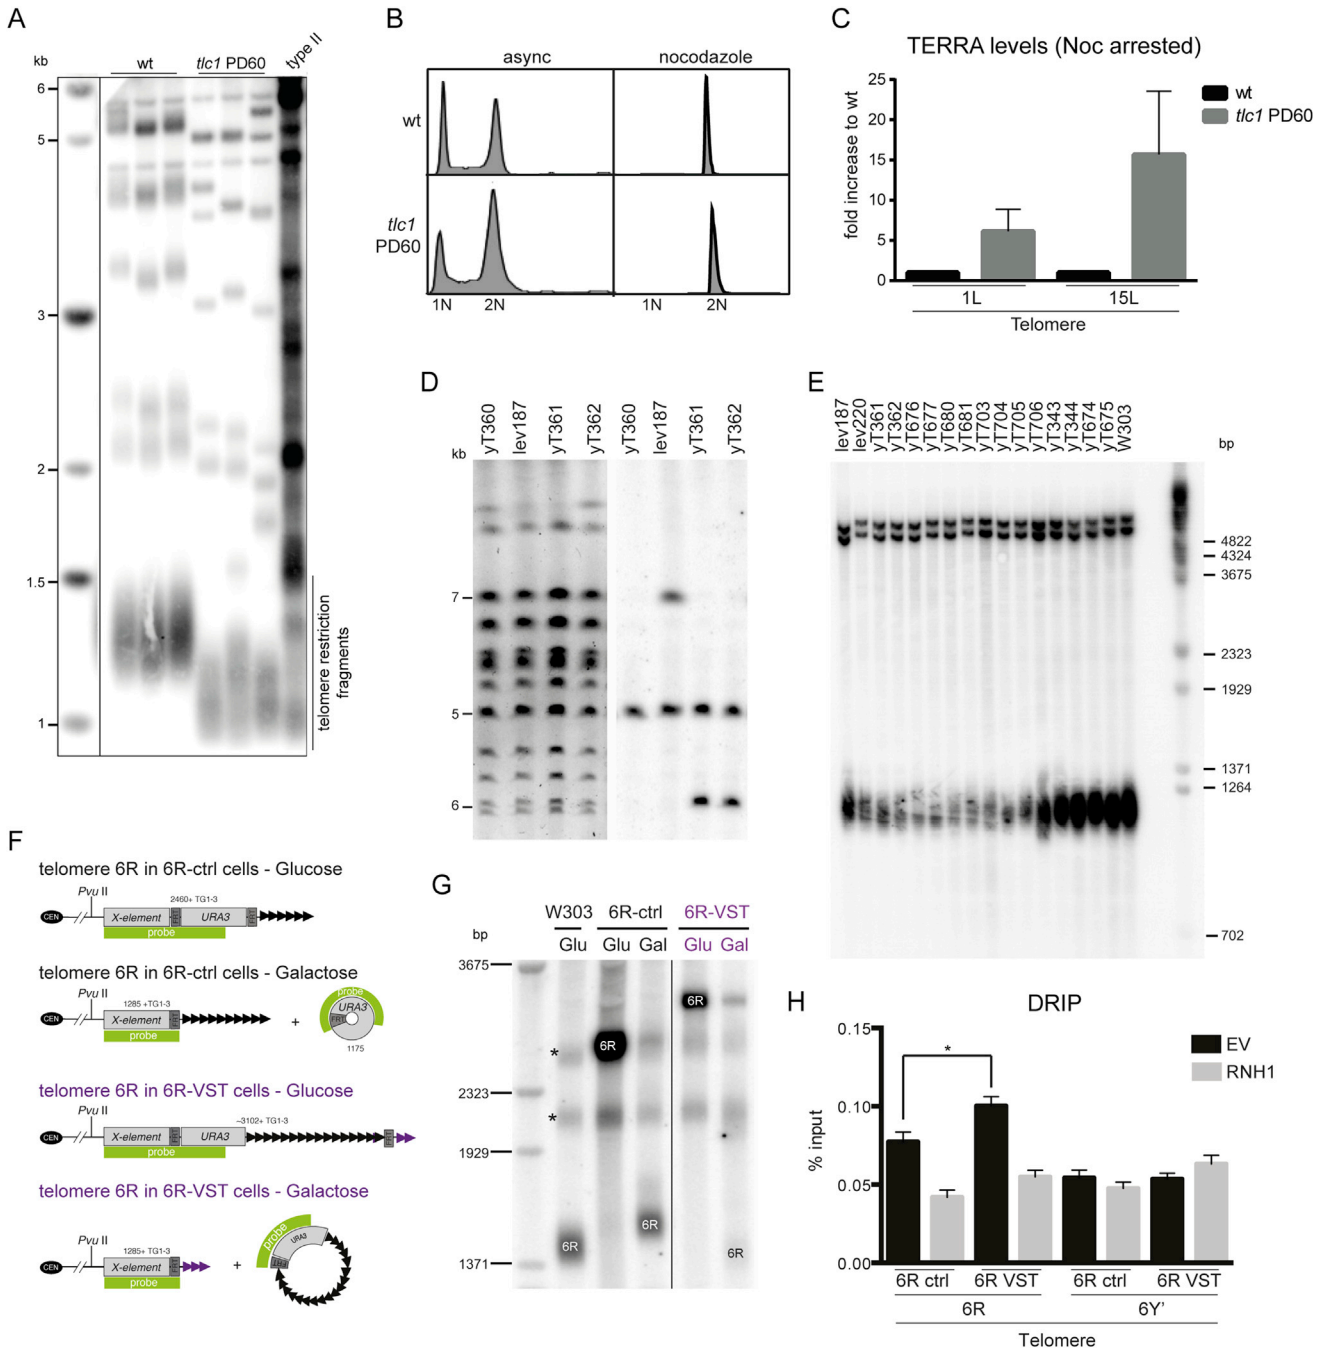 A
kb
wt
tlc1 PD60
type II
6
5
3
2
1.5
1
telomere restriction
fragments
B
async
nocodazole
wt
tlc1
PD60
1N
2N
1N
2N
C
TERRA levels (Noc arrested)
fold increase to wt
25
20
15
10
5
0
wt
tlc1 PD60
1L
15L
Telomere
D
kb
yT360
lev187
yT361
yT362
yT360
lev187
yT361
yT362
7
5
6
E
lev187
lev220
yT361
yT362
yT676
yT677
yT680
yT681
yT703
yT704
yT705
yT706
yT343
yT344
yT674
yT675
W303
bp
4822
4324
3675
2323
1929
1371
1264
702
F
telomere 6R in 6R-ctrl cells - Glucose
Pvu II
2460+ TG1-3
CEN
X-element
FRT
URA3
FRT
probe
telomere 6R in 6R-ctrl cells - Galactose
Pvu II
1285 +TG1-3
CEN
X-element
FRT
probe
+
probe
URA3
FRT
1175
telomere 6R in 6R-VST cells - Glucose
Pvu II
~3102+ TG1-3
CEN
X-element
FRT
URA3
FRT
probe
telomere 6R in 6R-VST cells - Galactose
Pvu II
1285+ TG1-3
CEN
X-element
FRT
probe
+
probe
URA3
FRT
G
W303
6R-ctrl
6R-VST
bp
Glu
Glu
Gal
Glu
Gal
3675
2323
1929
1371
*
*
6R
6R
6R
6R
6R
H
DRIP
% input
0.15
0.10
0.05
0.00
*
EV
RNH1
6R ctrl
6R VST
6R ctrl
6R VST
6R
6Y'
Telomere